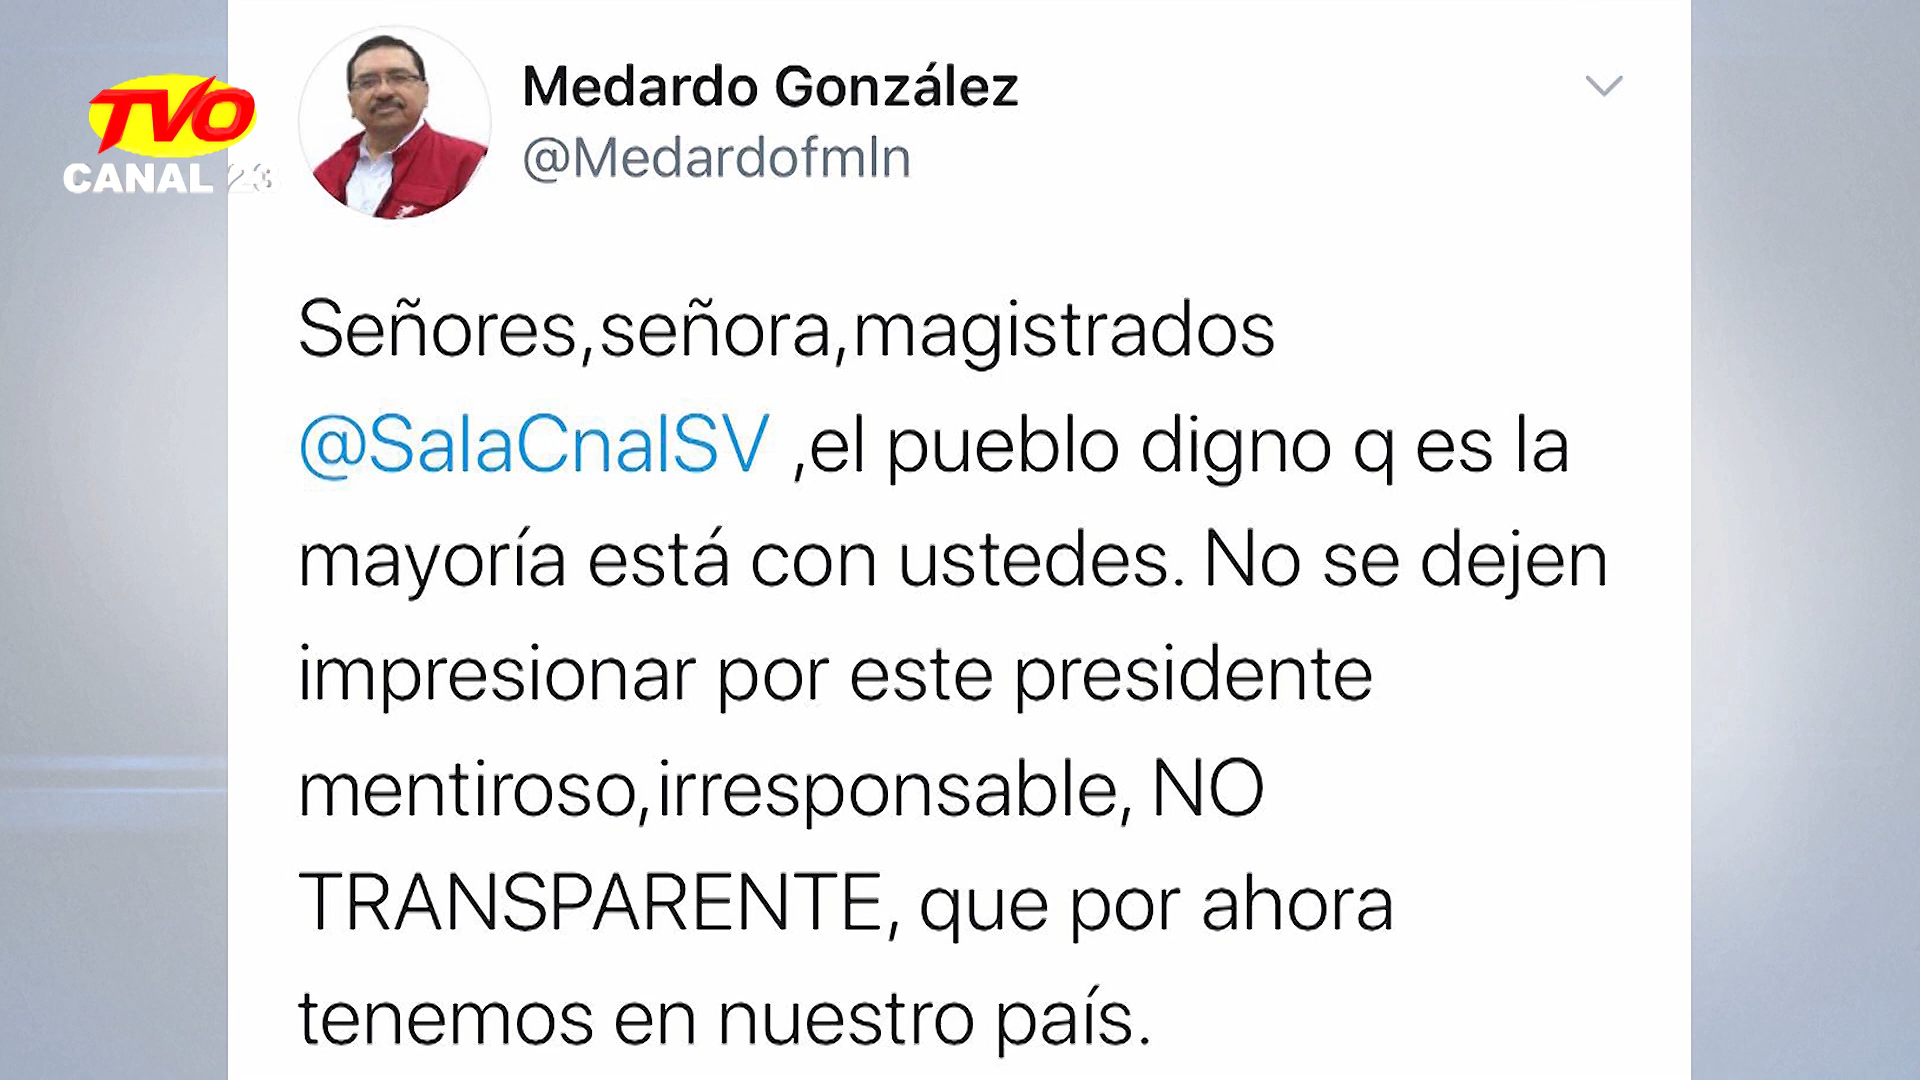 TVO
CANAL 23
Medardo González
@Medardofmln
Señores,señora,magistrados
@SalaCnalSV ,el pueblo digno q es la
mayoría está con ustedes. No se dejen
impresionar por este presidente
mentiroso,irresponsable, NO
TRANSPARENTE, que por ahora
tenemos en nuestro país.